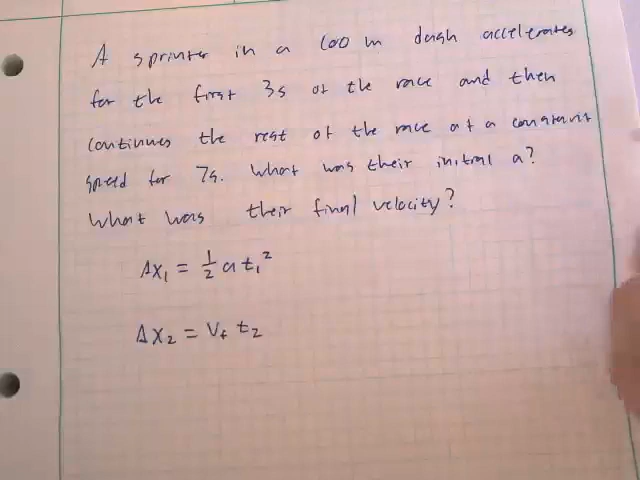 A sprinter in a 100 m dash accelerates
for the first 3s of the race and then
continues the rest of the race at a constant
speed for 7s. What was their initial a?
What was their final velocity?
Δx₁ = ½ a t₁²
Δx₂ = V_f t₂